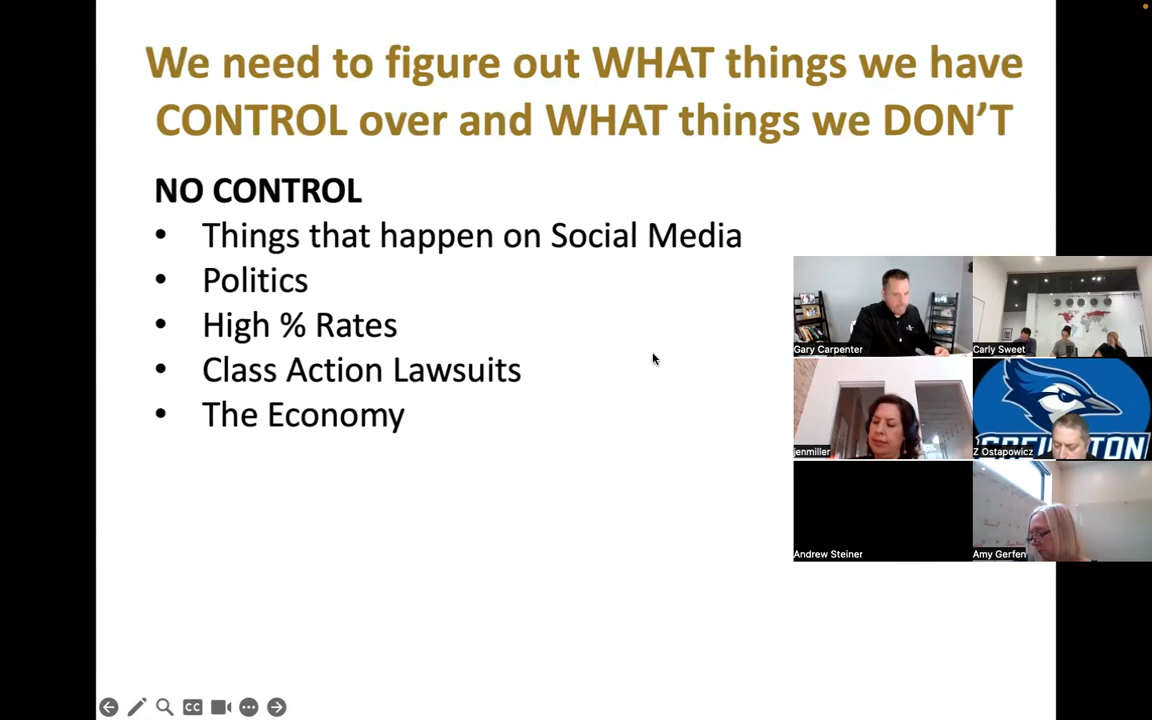 We need to figure out WHAT things we have
CONTROL over and WHAT things we DON'T
NO CONTROL
• Things that happen on Social Media
• Politics
• High % Rates
• Class Action Lawsuits
• The Economy
Gary Carpenter
Carly Sweet
jenmiller
Z Ostapowicz
Andrew Steiner
Amy Gerfen
CC